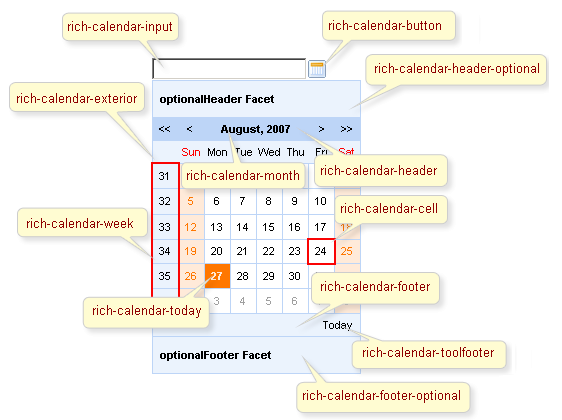 rich-calendar-input
rich-calendar-button
rich-calendar-header-optional
rich-calendar-exterior
optionalHeader Facet
<< < August, 2007 > >>
Sun Mon Tue Wed Thu Fri Sat
rich-calendar-month
rich-calendar-header
31
32 5 6 7 8 9 10
rich-calendar-cell
rich-calendar-week
33 12 13 14 15 16 17 18
34 19 20 21 22 23 24 25
35 26 27 28 29 30
rich-calendar-footer
rich-calendar-today
3 4 5 6
Today
rich-calendar-toolfooter
optionalFooter Facet
rich-calendar-footer-optional